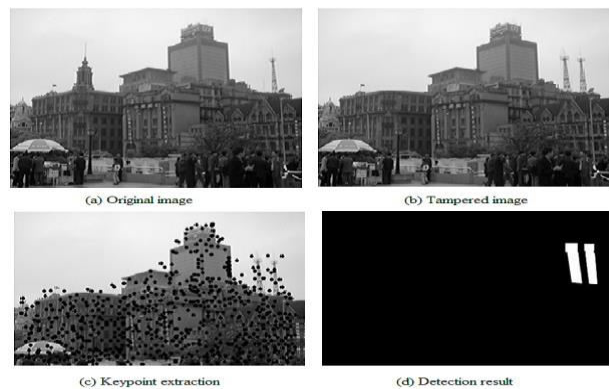 (a) Original image
(b) Tampered image
(c) Keypoint extraction
(d) Detection result